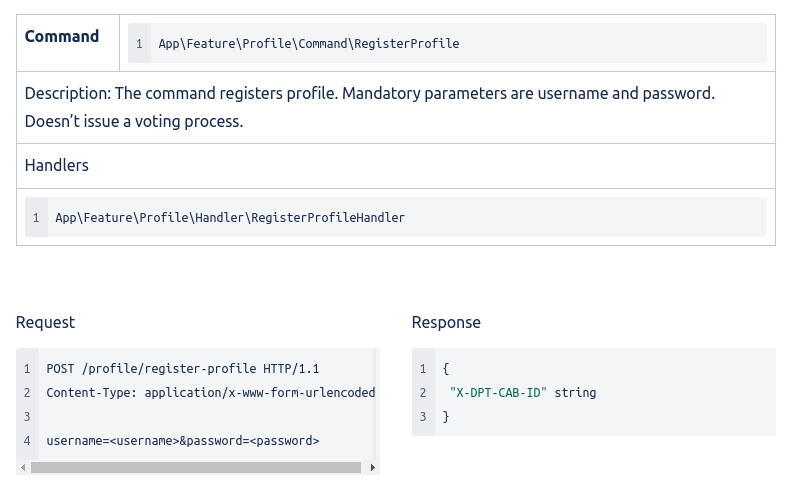 Command
1 App\Feature\Profile\Command\RegisterProfile
Description: The command registers profile. Mandatory parameters are username and password.
Doesn’t issue a voting process.
Handlers
1 App\Feature\Profile\Handler\RegisterProfileHandler
Request
1 POST /profile/register-profile HTTP/1.1
2 Content-Type: application/x-www-form-urlencoded
3
4 username=<username>&password=<password>
Response
1 {
2 "X-DPT-CAB-ID" string
3 }